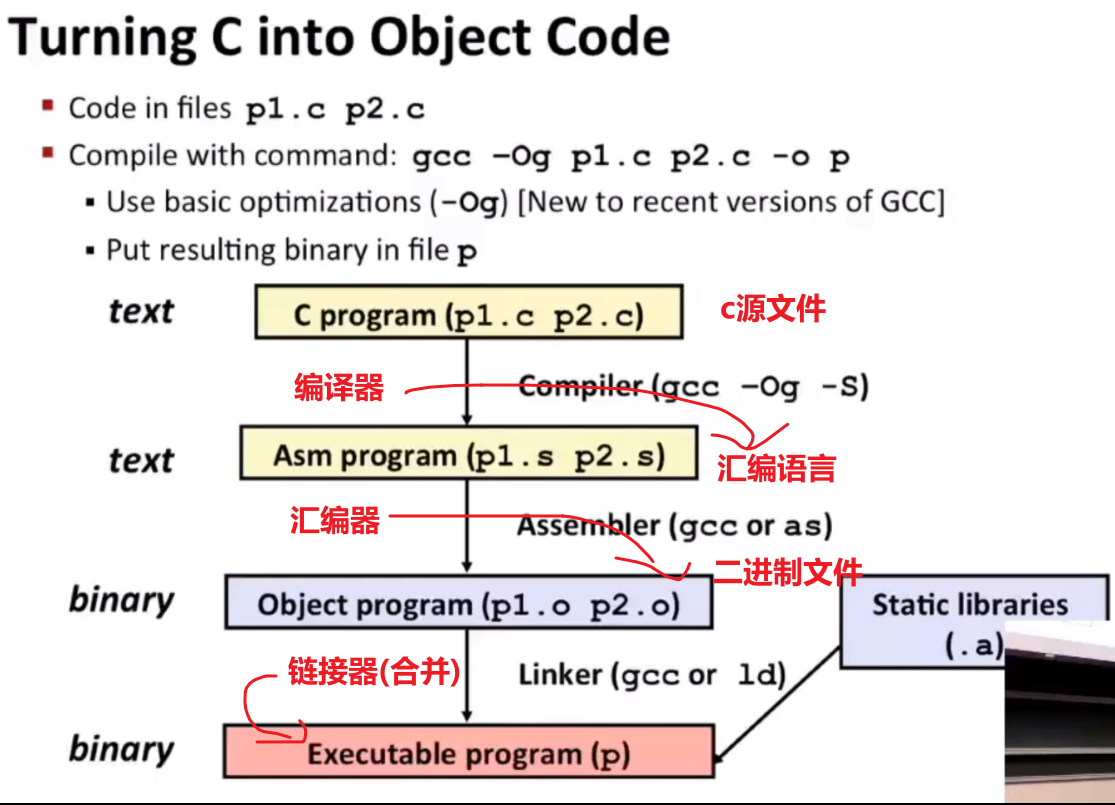 Turning C into Object Code
▪ Code in files p1.c p2.c
▪ Compile with command: gcc –Og p1.c p2.c -o p
▪ Use basic optimizations (-Og) [New to recent versions of GCC]
▪ Put resulting binary in file p
text
C program (p1.c p2.c)
c源文件
编译器
Compiler (gcc –Og -S)
text
Asm program (p1.s p2.s)
汇编语言
汇编器
Assembler (gcc or as)
二进制文件
binary
Object program (p1.o p2.o)
Static libraries
(.a)
链接器(合并)
Linker (gcc or ld)
binary
Executable program (p)